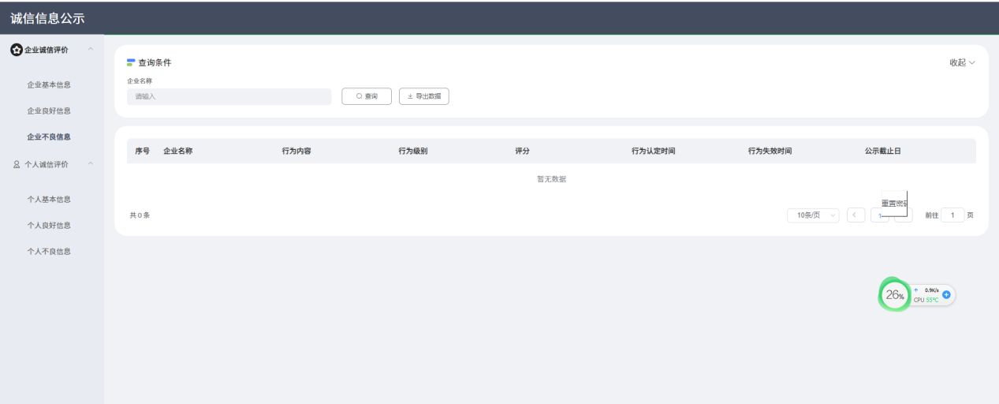 诚信信息公示
企业诚信评价
企业基本信息
企业良好信息
企业不良信息
个人诚信评价
个人基本信息
个人良好信息
个人不良信息
查询条件
收起
企业名称
请输入
查询
导出数据
序号 企业名称 行为内容 行为级别 评分 行为认定时间 行为失效时间 公示截止日
暂无数据
重置密码
共 0 条
10条/页
1
前往 1 页
26%
0.9K/s
CPU 55°C